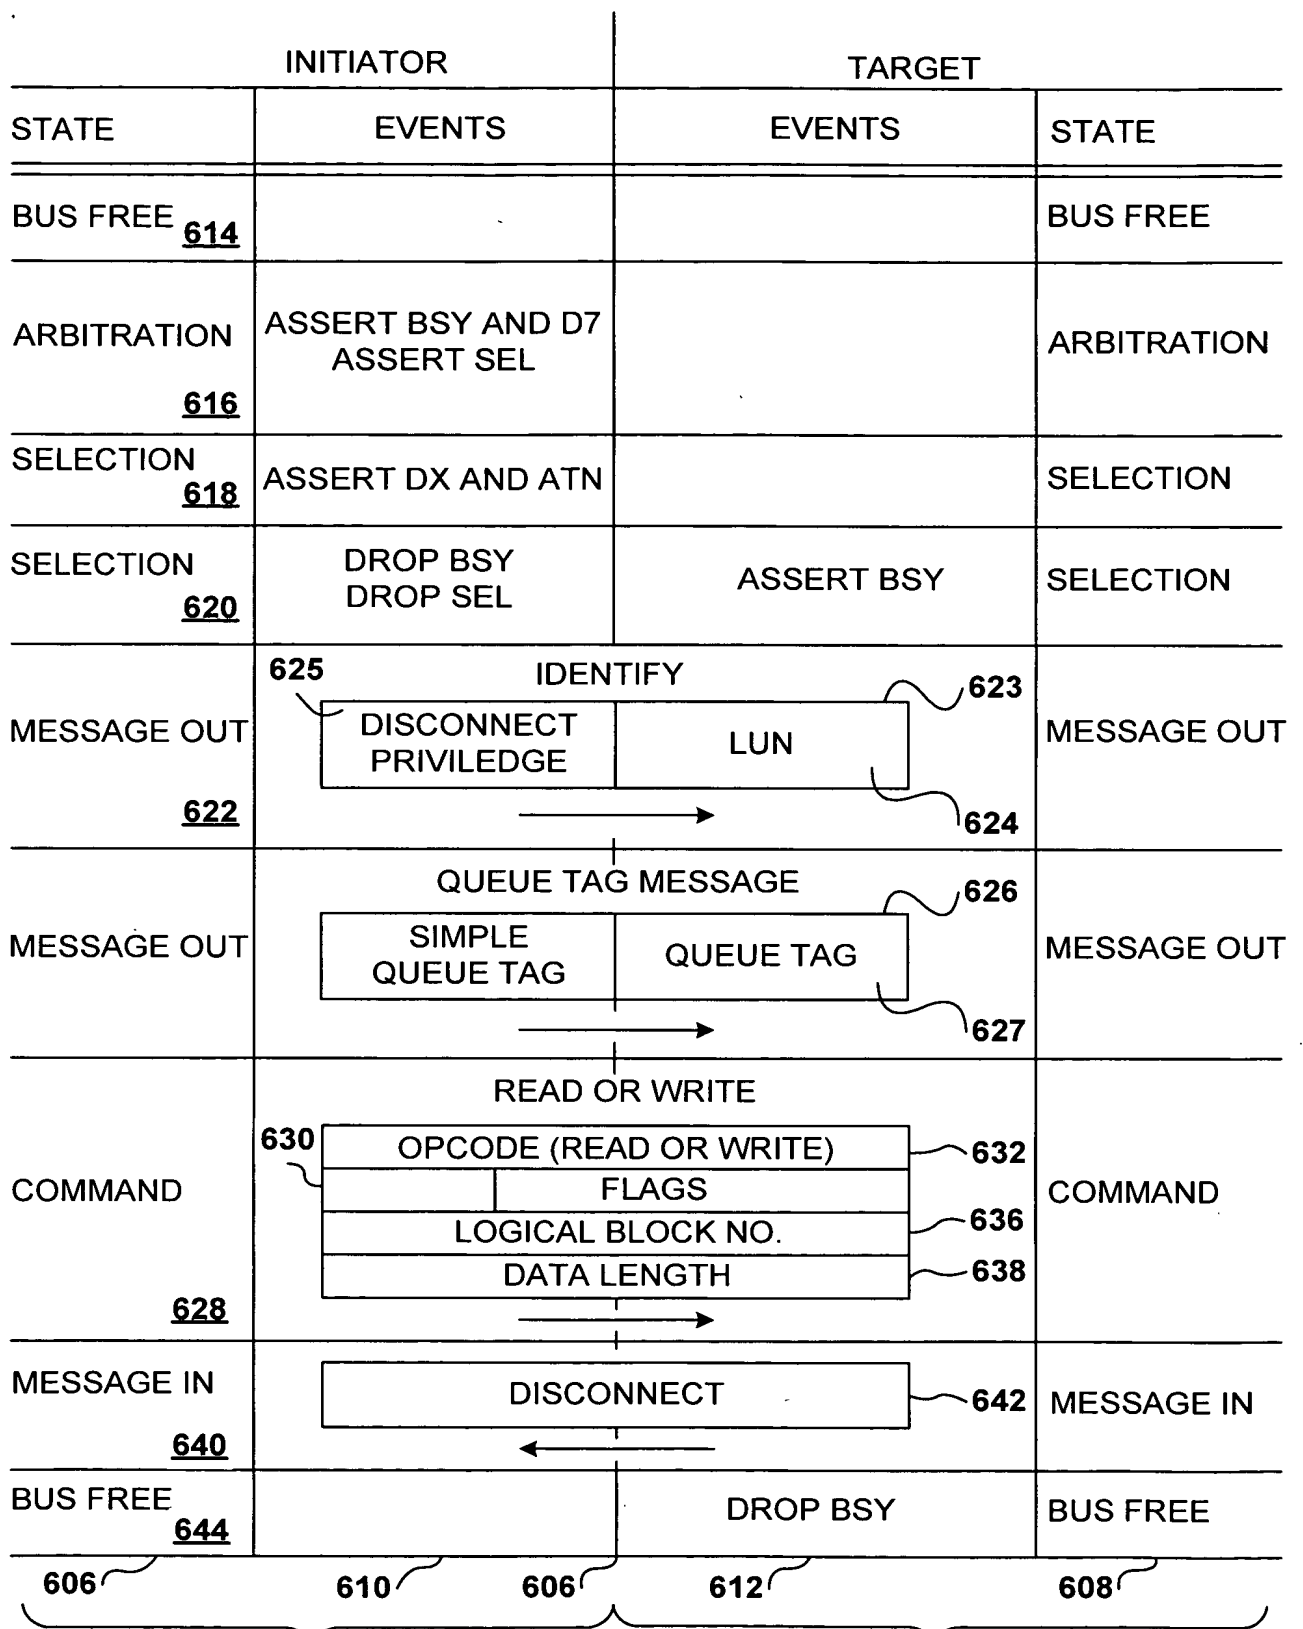 INITIATOR
TARGET
STATE
EVENTS
EVENTS
STATE
BUS FREE
614
BUS FREE
ARBITRATION
616
ASSERT BSY AND D7
ASSERT SEL
ARBITRATION
SELECTION
618
ASSERT DX AND ATN
SELECTION
SELECTION
620
DROP BSY
DROP SEL
ASSERT BSY
SELECTION
MESSAGE OUT
622
IDENTIFY
625
623
DISCONNECT
PRIVILEDGE
LUN
624
MESSAGE OUT
MESSAGE OUT
QUEUE TAG MESSAGE
626
SIMPLE
QUEUE TAG
QUEUE TAG
627
MESSAGE OUT
COMMAND
628
READ OR WRITE
630
OPCODE (READ OR WRITE)
632
FLAGS
LOGICAL BLOCK NO.
636
DATA LENGTH
638
COMMAND
MESSAGE IN
640
DISCONNECT
642
MESSAGE IN
BUS FREE
644
DROP BSY
BUS FREE
606
610
606
612
608